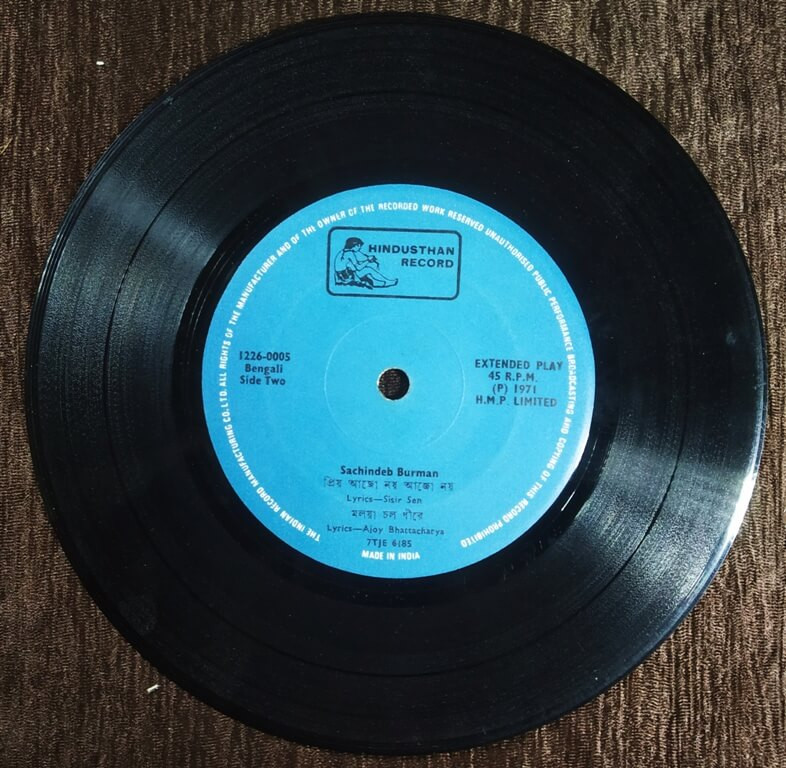 THE INDIAN RECORD MANUFACTURING CO. LTD. ALL RIGHTS OF THE MANUFACTURER AND OF THE OWNER OF THE RECORDED WORK RESERVED UNAUTHORISED PUBLIC PERFORMANCE BROADCASTING AND COPYING OF THIS RECORD PROHIBITED
HINDUSTHAN
RECORD
1226-0005
Bengali
Side Two
EXTENDED PLAY
45 R.P.M.
(P) 1971
H.M.P. LIMITED
Sachindeb Burman
প্রিয় আজো নয় আজো নয়
Lyrics—Sisir Sen
মলয়া চল ধীরে
Lyrics—Ajoy Bhattacharya
7TJE 6185
MADE IN INDIA